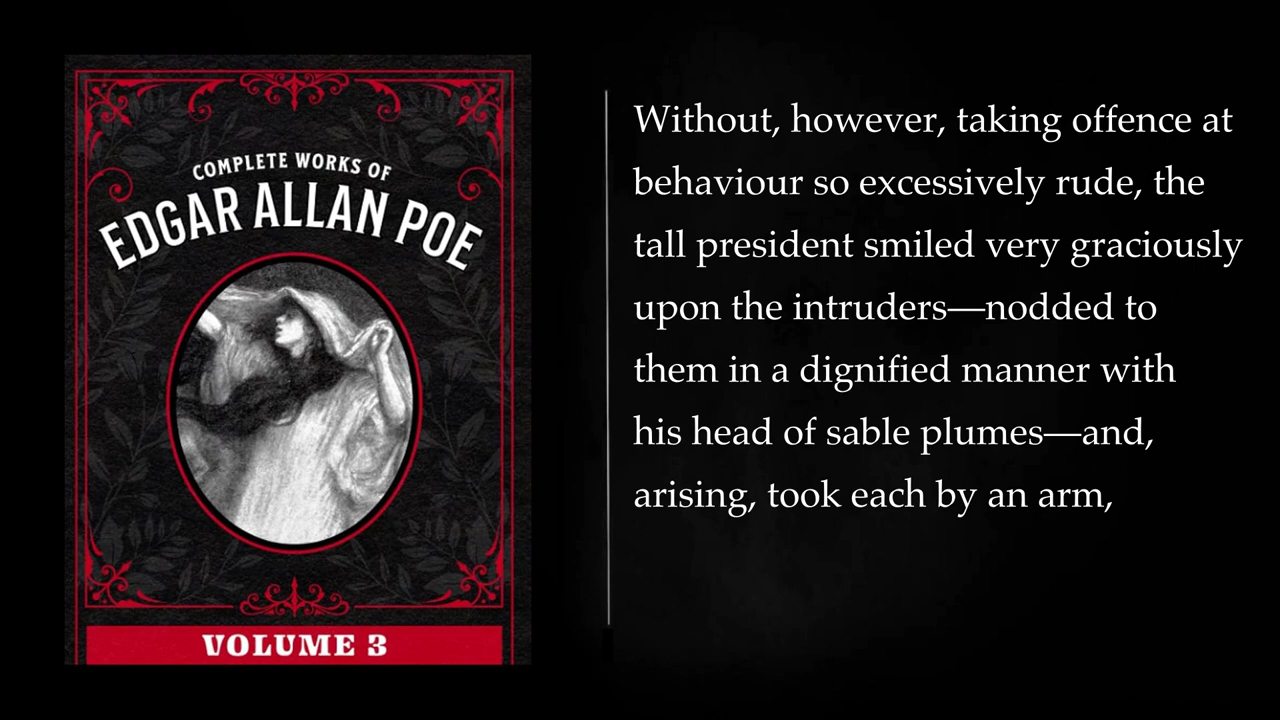 COMPLETE WORKS OF
EDGAR ALLAN POE
VOLUME 3
Without, however, taking offence at
behaviour so excessively rude, the
tall president smiled very graciously
upon the intruders—nodded to
them in a dignified manner with
his head of sable plumes—and,
arising, took each by an arm,